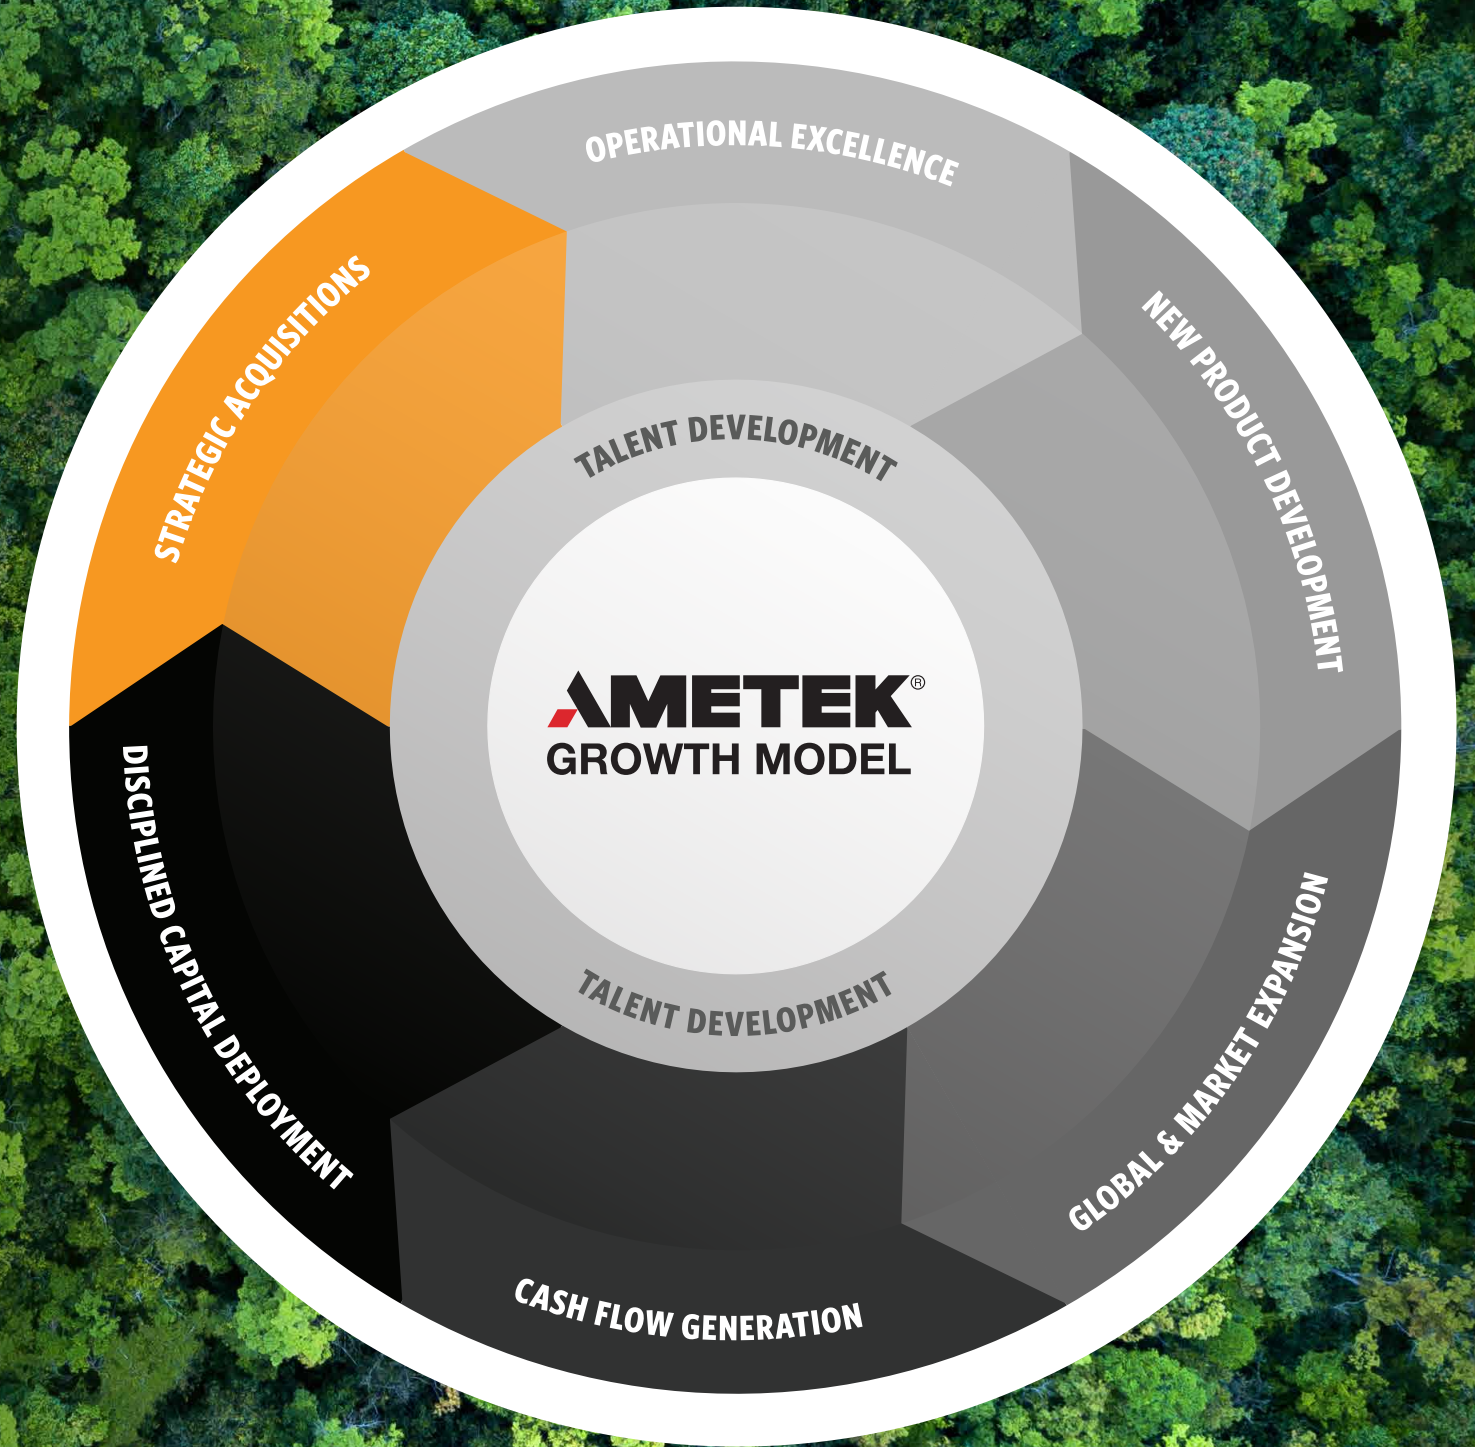 OPERATIONAL EXCELLENCE
NEW PRODUCT DEVELOPMENT
GLOBAL & MARKET EXPANSION
CASH FLOW GENERATION
DISCIPLINED CAPITAL DEPLOYMENT
STRATEGIC ACQUISITIONS
TALENT DEVELOPMENT
AMETEK®
GROWTH MODEL
TALENT DEVELOPMENT